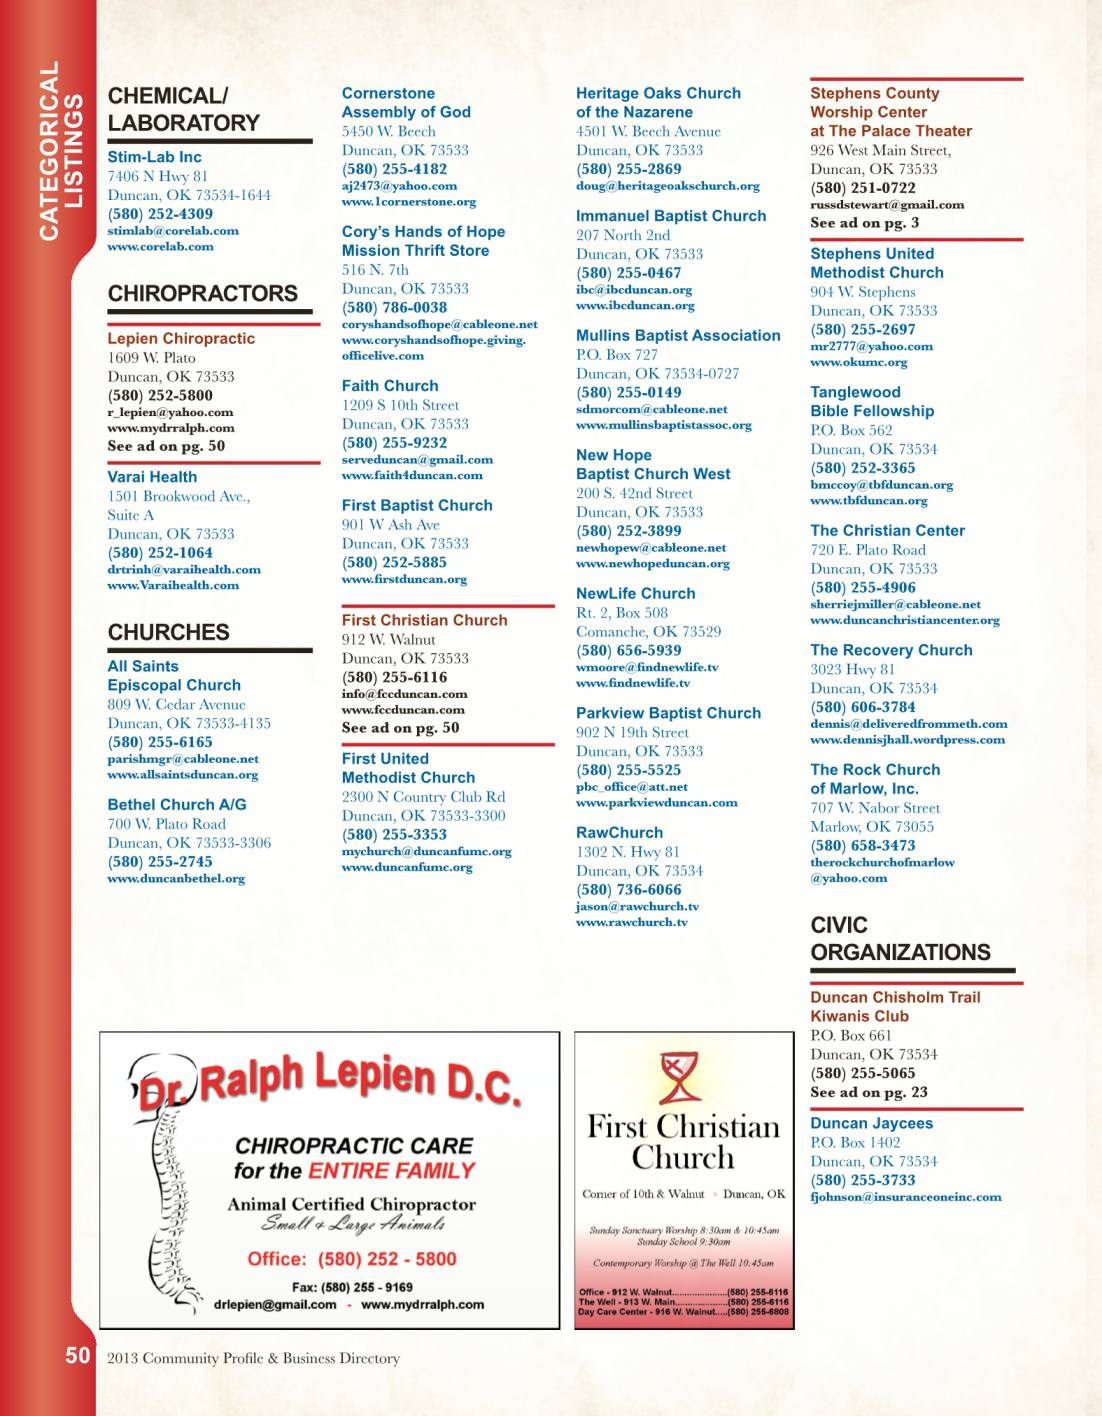 CATEGORICAL
LISTINGS
CHEMICAL/
LABORATORY
Stim-Lab Inc
7406 N Hwy 81
Duncan, OK 73534-1644
(580) 252-4309
stimlab@corelab.com
www.corelab.com
CHIROPRACTORS
Lepien Chiropractic
1609 W. Plato
Duncan, OK 73533
(580) 252-5800
r_lepien@yahoo.com
www.mydrralph.com
See ad on pg. 50
Varai Health
1501 Brookwood Ave.,
Suite A
Duncan, OK 73533
(580) 252-1064
drtrinh@varaihealth.com
www.Varaihealth.com
CHURCHES
All Saints
Episcopal Church
809 W. Cedar Avenue
Duncan, OK 73533-4135
(580) 255-6165
parishmgr@cableone.net
www.allsaintsduncan.org
Bethel Church A/G
700 W. Plato Road
Duncan, OK 73533-3306
(580) 255-2745
www.duncanbethel.org
Cornerstone
Assembly of God
5450 W. Beech
Duncan, OK 73533
(580) 255-4182
aj2473@yahoo.com
www.1cornerstone.org
Cory's Hands of Hope
Mission Thrift Store
516 N. 7th
Duncan, OK 73533
(580) 786-0038
coryshandsofhope@cableone.net
www.coryshandsofhope.giving.
officelive.com
Faith Church
1209 S 10th Street
Duncan, OK 73533
(580) 255-9232
serveduncan@gmail.com
www.faith4duncan.com
First Baptist Church
901 W Ash Ave
Duncan, OK 73533
(580) 252-5885
www.firstduncan.org
First Christian Church
912 W. Walnut
Duncan, OK 73533
(580) 255-6116
info@fccduncan.com
www.fccduncan.com
See ad on pg. 50
First United
Methodist Church
2300 N Country Club Rd
Duncan, OK 73533-3300
(580) 255-3353
mychurch@duncanfumc.org
www.duncanfumc.org
Heritage Oaks Church
of the Nazarene
4501 W. Beech Avenue
Duncan, OK 73533
(580) 255-2869
doug@heritageoakschurch.org
Immanuel Baptist Church
207 North 2nd
Duncan, OK 73533
(580) 255-0467
ibc@ibcduncan.org
www.ibcduncan.org
Mullins Baptist Association
P.O. Box 727
Duncan, OK 73534-0727
(580) 255-0149
sdmorcom@cableone.net
www.mullinsbaptistassoc.org
New Hope
Baptist Church West
200 S. 42nd Street
Duncan, OK 73533
(580) 252-3899
newhopew@cableone.net
www.newhopeduncan.org
NewLife Church
Rt. 2, Box 508
Comanche, OK 73529
(580) 656-5939
wmoore@findnewlife.tv
www.findnewlife.tv
Parkview Baptist Church
902 N 19th Street
Duncan, OK 73533
(580) 255-5525
pbc_office@att.net
www.parkviewduncan.com
RawChurch
1302 N. Hwy 81
Duncan, OK 73534
(580) 736-6066
jason@rawchurch.tv
www.rawchurch.tv
Stephens County
Worship Center
at The Palace Theater
926 West Main Street,
Duncan, OK 73533
(580) 251-0722
russdstewart@gmail.com
See ad on pg. 3
Stephens United
Methodist Church
904 W. Stephens
Duncan, OK 73533
(580) 255-2697
mr2777@yahoo.com
www.okumc.org
Tanglewood
Bible Fellowship
P.O. Box 562
Duncan, OK 73534
(580) 252-3365
bmccoy@tbfduncan.org
www.tbfduncan.org
The Christian Center
720 E. Plato Road
Duncan, OK 73533
(580) 255-4906
sherriejmiller@cableone.net
www.duncanchristiancenter.org
The Recovery Church
3023 Hwy 81
Duncan, OK 73534
(580) 606-3784
dennis@deliveredfrommeth.com
www.dennisjhall.wordpress.com
The Rock Church
of Marlow, Inc.
707 W. Nabor Street
Marlow, OK 73055
(580) 658-3473
therockchurchofmarlow
@yahoo.com
CIVIC
ORGANIZATIONS
Duncan Chisholm Trail
Kiwanis Club
P.O. Box 661
Duncan, OK 73534
(580) 255-5065
See ad on pg. 23
Duncan Jaycees
P.O. Box 1402
Duncan, OK 73534
(580) 255-3733
fjohnson@insuranceoneinc.com
Dr. Ralph Lepien D.C.
CHIROPRACTIC CARE
for the ENTIRE FAMILY
Animal Certified Chiropractor
Small & Large Animals
Office: (580) 252 - 5800
Fax: (580) 255 - 9169
drlepien@gmail.com - www.mydrralph.com
First Christian
Church
Corner of 10th & Walnut • Duncan, OK
Sunday Sanctuary Worship 8:30am & 10:45am
Sunday School 9:30am
Contemporary Worship @ The Well 10:45am
Office - 912 W. Walnut.....................(580) 255-6116
The Well - 913 W. Main....................(580) 255-6116
Day Care Center - 916 W. Walnut....(580) 255-6808
50 2013 Community Profile & Business Directory